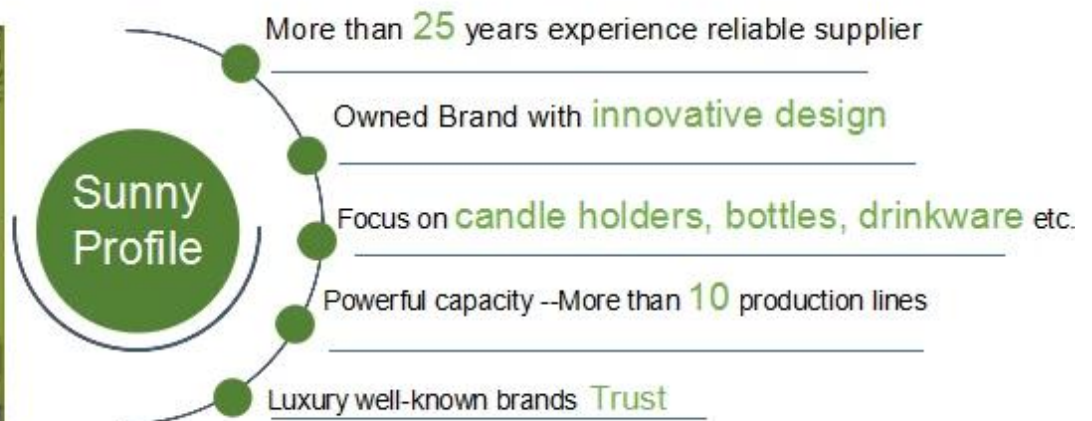 Sunny
Profile
More than 25 years experience reliable supplier
Owned Brand with innovative design
Focus on candle holders, bottles, drinkware etc.
Powerful capacity --More than 10 production lines
Luxury well-known brands Trust